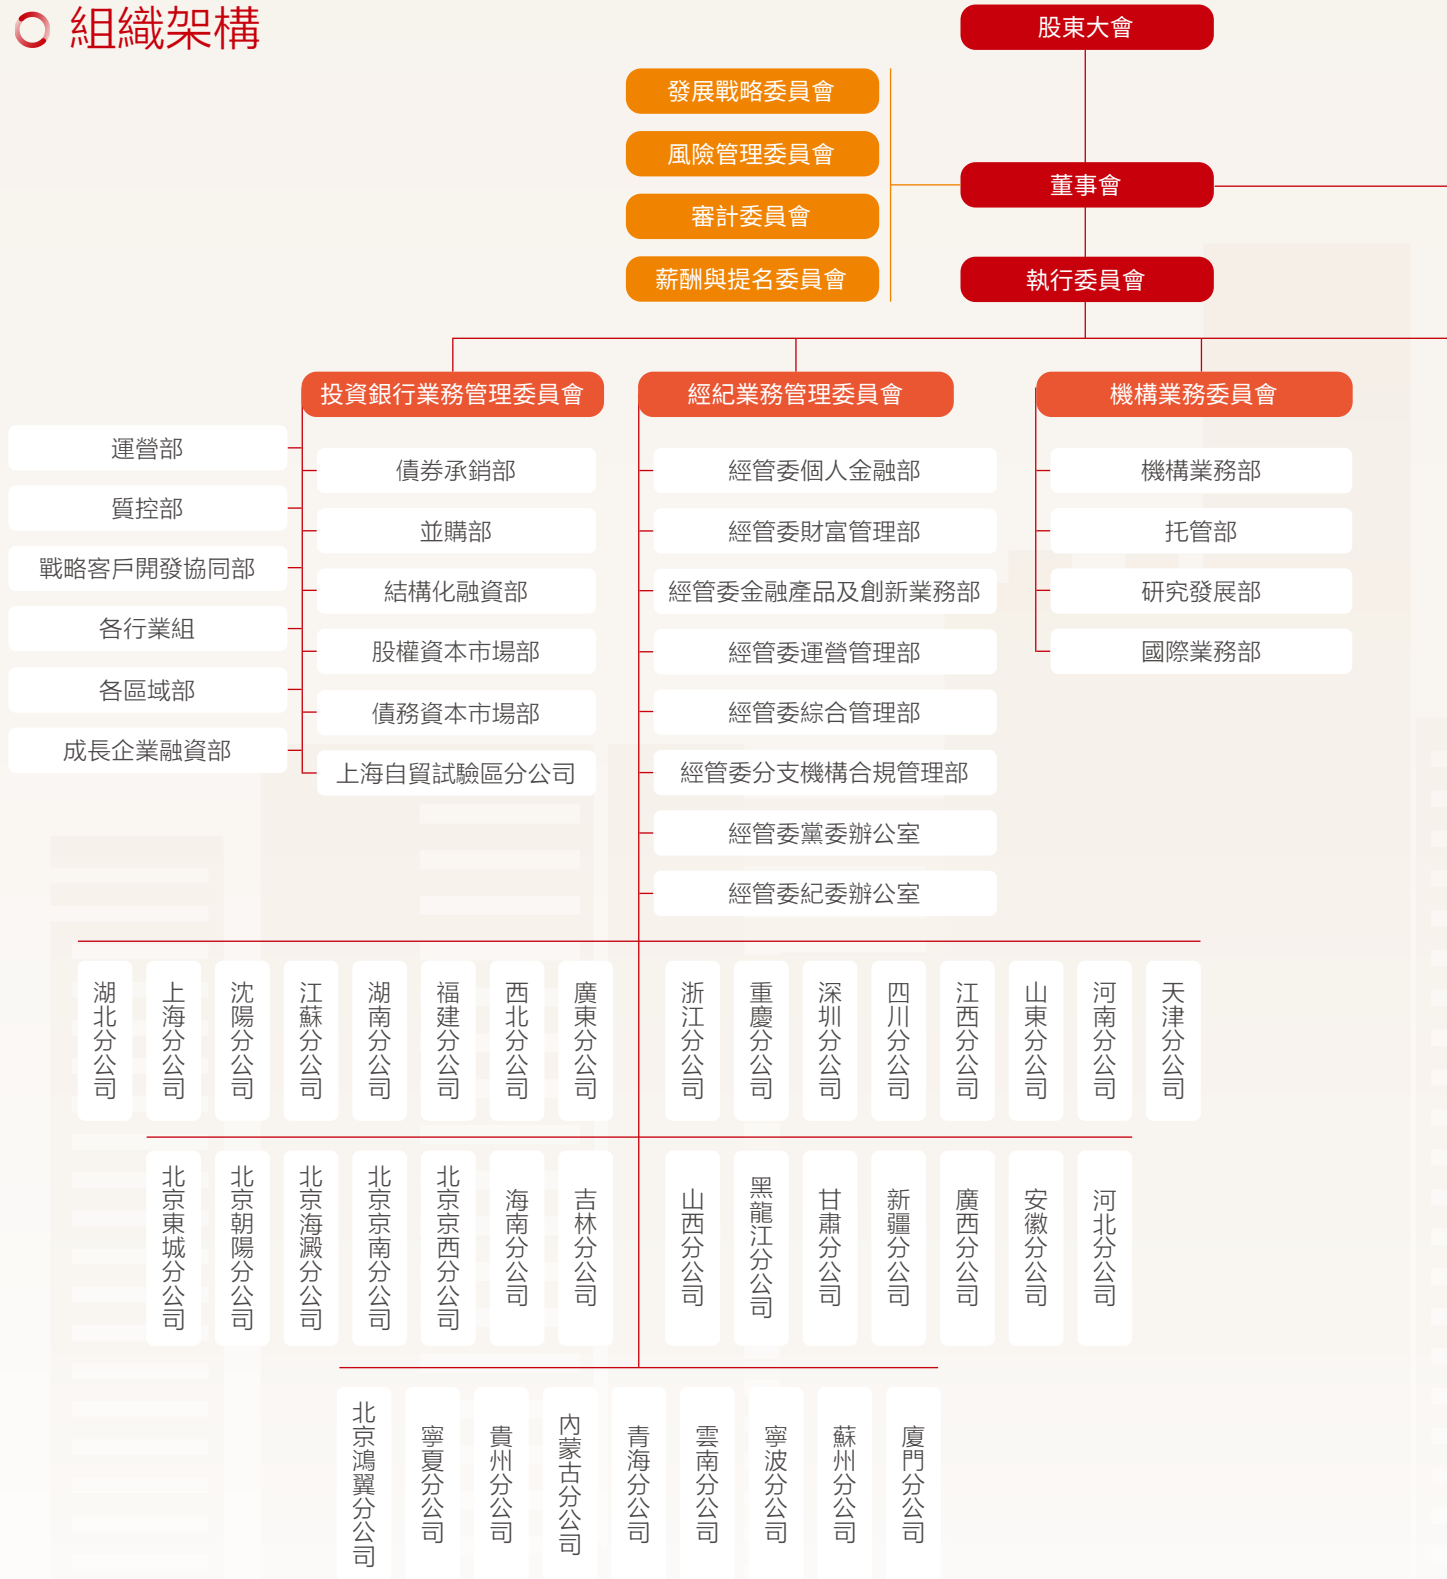 組織架構
股東大會
發展戰略委員會
風險管理委員會
審計委員會
薪酬與提名委員會
董事會
執行委員會
投資銀行業務管理委員會
運營部
質控部
戰略客戶開發協同部
各行業組
各區域部
成長企業融資部
債券承銷部
並購部
結構化融資部
股權資本市場部
債務資本市場部
上海自貿試驗區分公司
經紀業務管理委員會
經管委個人金融部
經管委財富管理部
經管委金融產品及創新業務部
經管委運營管理部
經管委綜合管理部
經管委分支機構合規管理部
經管委黨委辦公室
經管委紀委辦公室
機構業務委員會
機構業務部
托管部
研究發展部
國際業務部
湖北分公司
上海分公司
沈陽分公司
江蘇分公司
湖南分公司
福建分公司
西北分公司
廣東分公司
浙江分公司
重慶分公司
深圳分公司
四川分公司
江西分公司
山東分公司
河南分公司
天津分公司
北京東城分公司
北京朝陽分公司
北京海澱分公司
北京京南分公司
北京京西分公司
海南分公司
吉林分公司
山西分公司
黑龍江分公司
甘肅分公司
新疆分公司
廣西分公司
安徽分公司
河北分公司
北京鴻翼分公司
寧夏分公司
貴州分公司
內蒙古分公司
青海分公司
雲南分公司
寧波分公司
蘇州分公司
廈門分公司